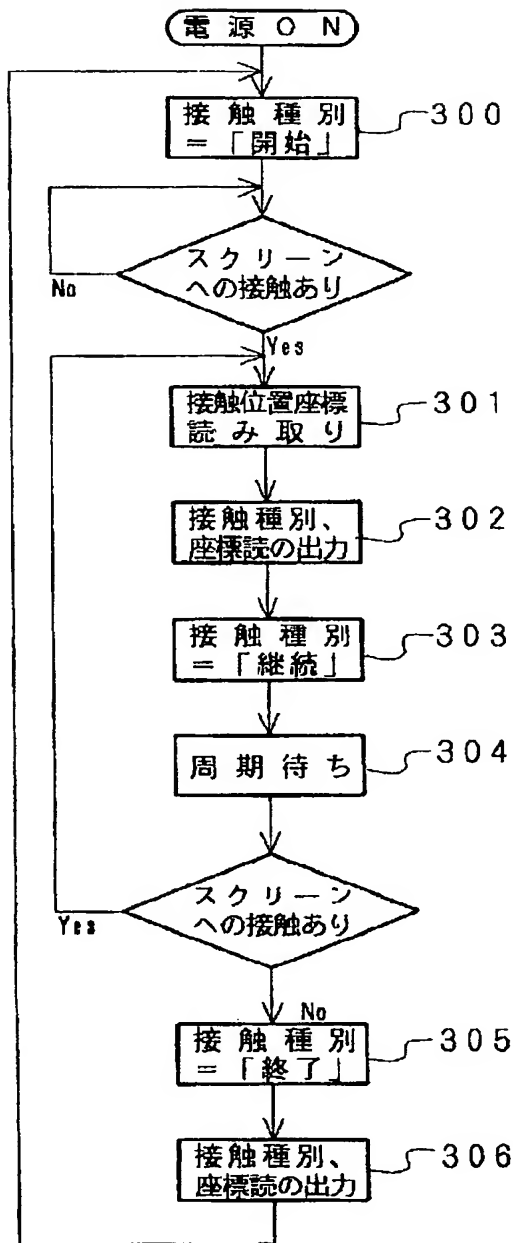 電源ON
接触種別
=「開始」
300
スクリーン
への接触あり
No
Yes
接触位置座標
読み取り
301
接触種別、
座標読の出力
302
接触種別
=「継続」
303
周期待ち
304
スクリーン
への接触あり
Yes
No
接触種別
=「終了」
305
接触種別、
座標読の出力
306